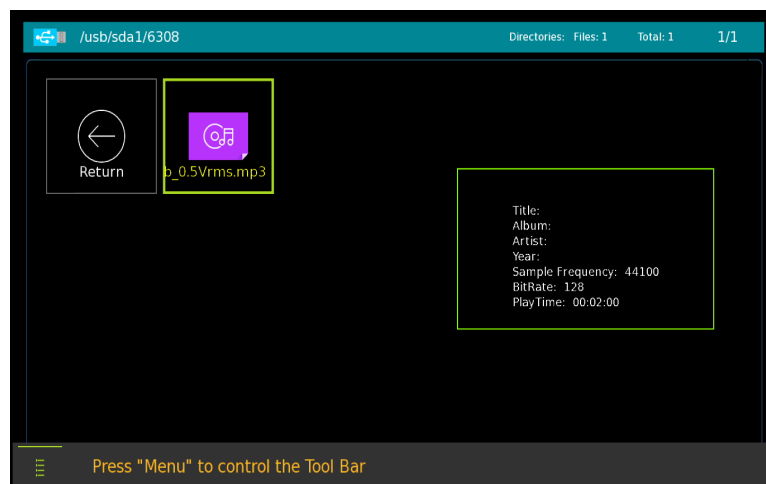 /usb/sda1/6308 Directories: Files: 1 Total: 1 1/1
Return
b_0.5Vrms.mp3
Title:
Album:
Artist:
Year:
Sample Frequency: 44100
BitRate: 128
PlayTime: 00:02:00
Press "Menu" to control the Tool Bar